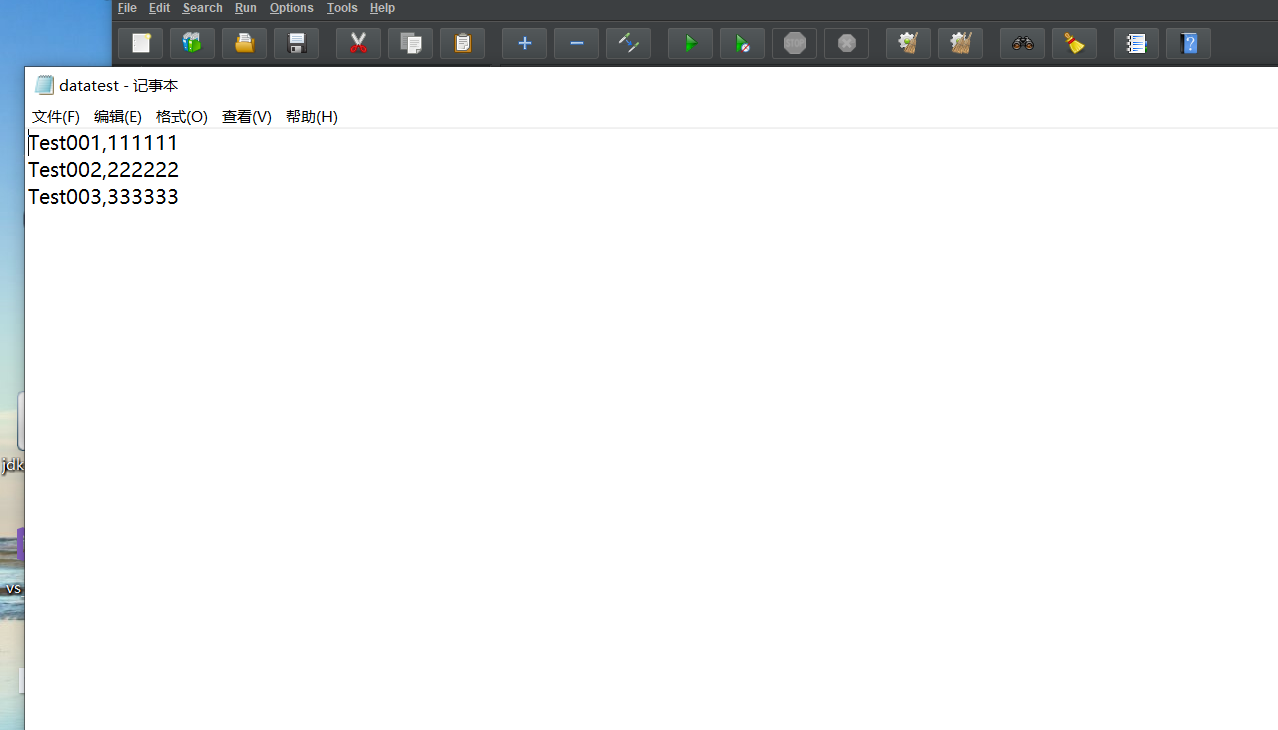 File Edit Search Run Options Tools Help
STOP
datatest - 记事本
文件(F) 编辑(E) 格式(O) 查看(V) 帮助(H)
Test001,111111
Test002,222222
Test003,333333
jdk
vs